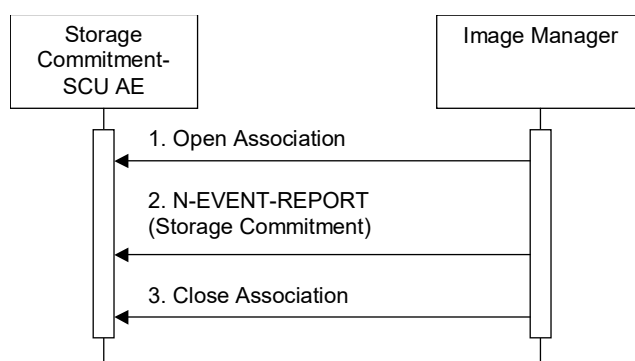 Storage
Commitment-
SCU AE
Image Manager
1. Open Association
2. N-EVENT-REPORT
(Storage Commitment)
3. Close Association